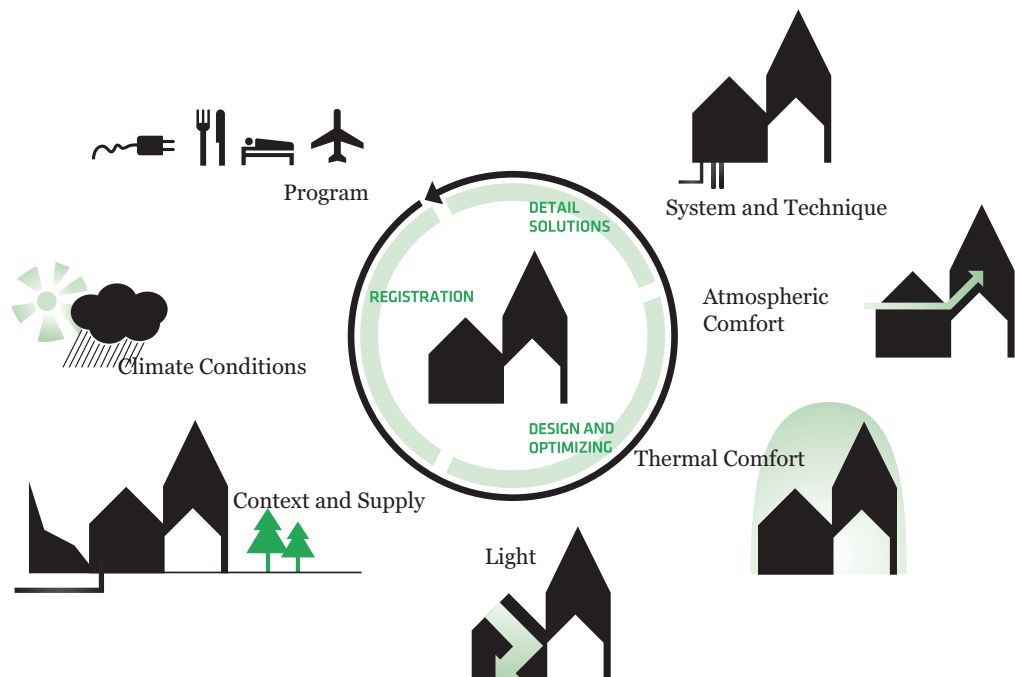 Program
System and Technique
DETAIL
SOLUTIONS
REGISTRATION
Atmospheric
Comfort
Climate Conditions
DESIGN AND
OPTIMIZING
Thermal Comfort
Context and Supply
Light